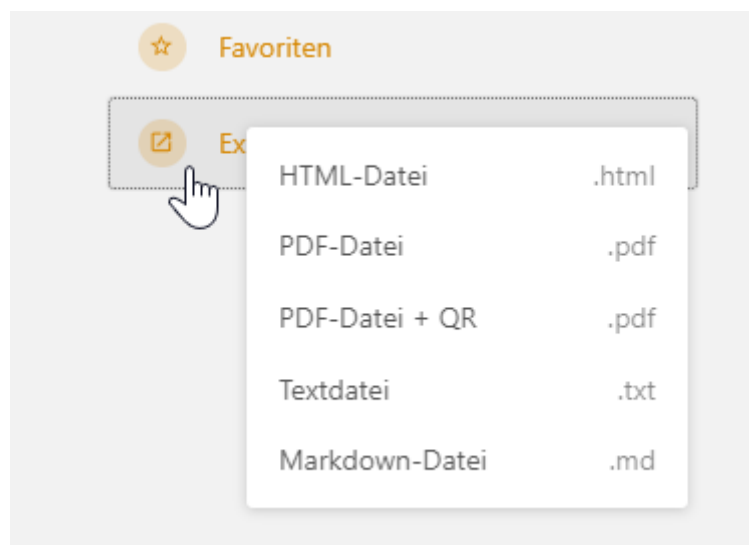 Favoriten
Ex
HTML-Datei .html
PDF-Datei .pdf
PDF-Datei + QR .pdf
Textdatei .txt
Markdown-Datei .md